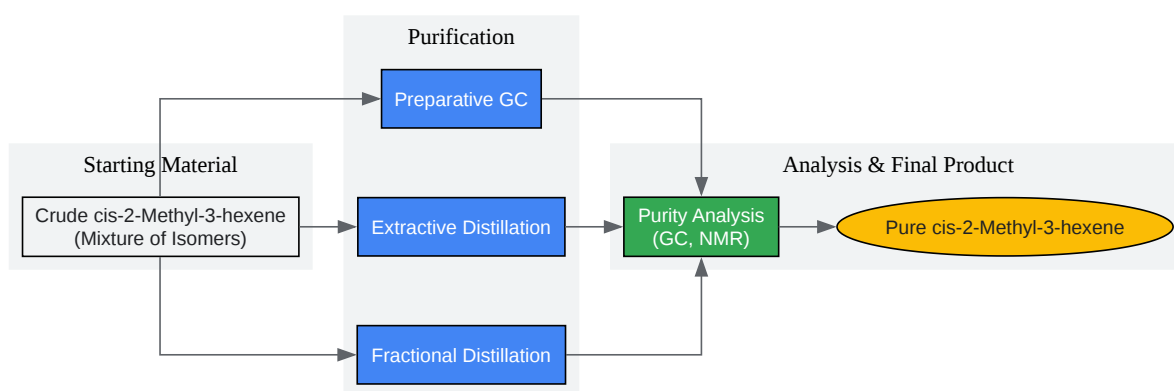 Purification
Preparative GC
Starting Material
Analysis & Final Product
Crude cis-2-Methyl-3-hexene
(Mixture of Isomers)
Extractive Distillation
Purity Analysis
(GC, NMR)
Pure cis-2-Methyl-3-hexene
Fractional Distillation